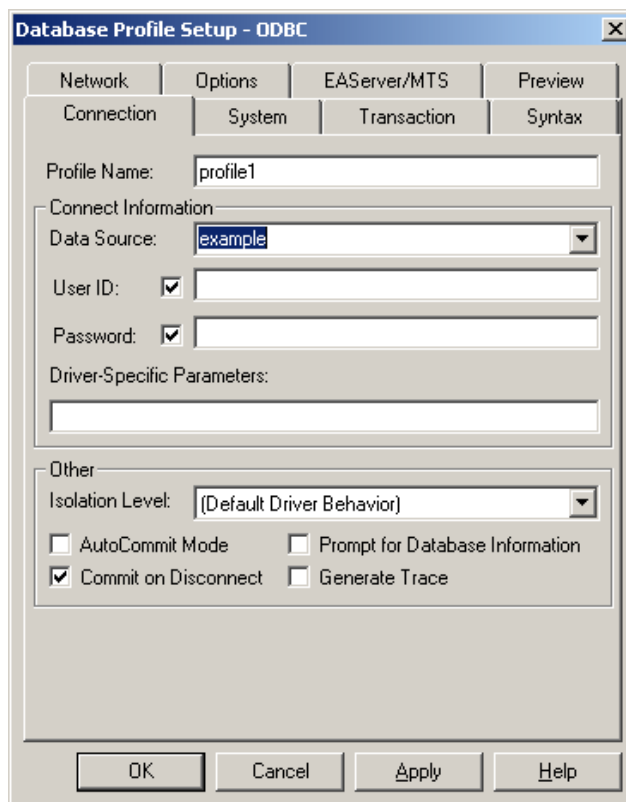 Database Profile Setup - ODBC
Network Options EAServer/MTS Preview
Connection System Transaction Syntax
Profile Name: profile1
Connect Information
Data Source: example
User ID:
Password:
Driver-Specific Parameters:
Other
Isolation Level: (Default Driver Behavior)
AutoCommit Mode Prompt for Database Information
Commit on Disconnect Generate Trace
OK Cancel Apply Help